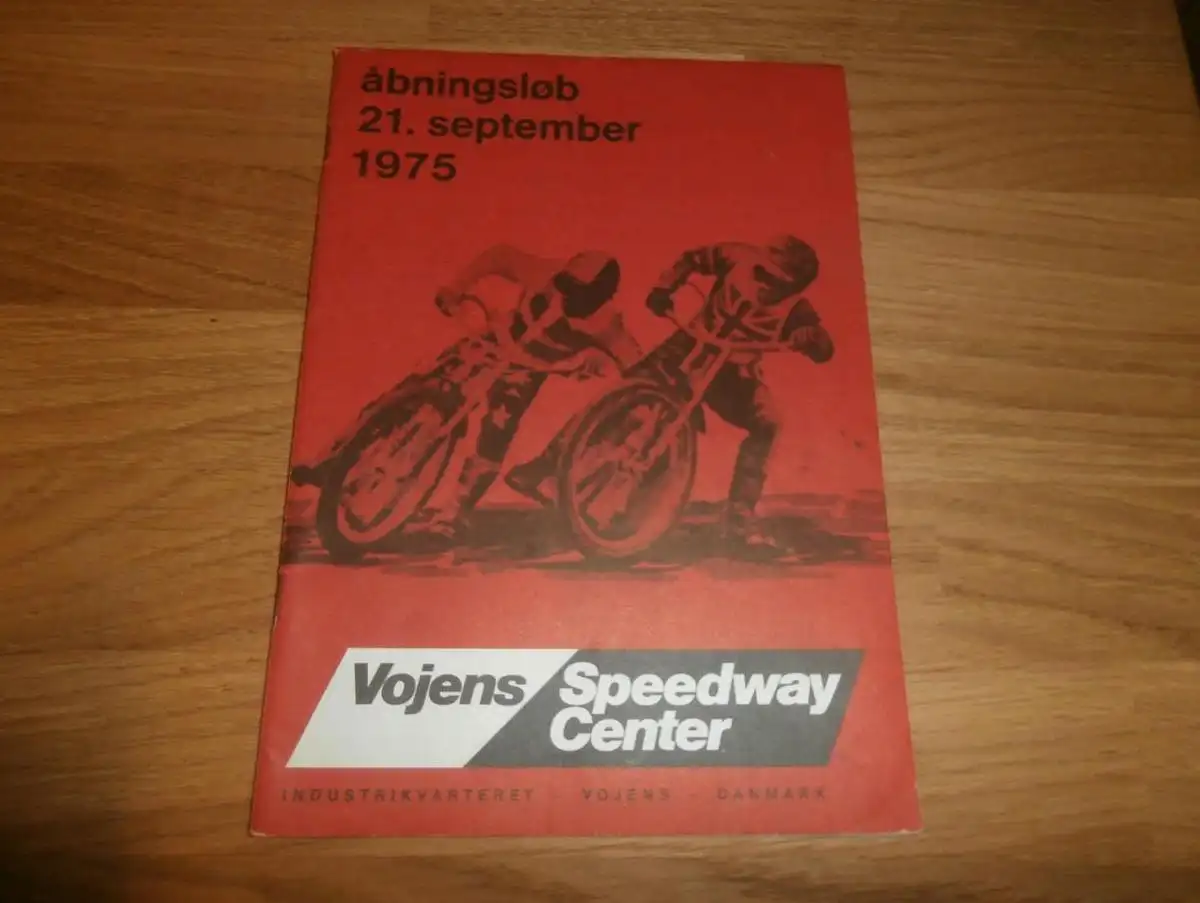 åbningsløb
21. september
1975
Vojens
Speedway
Center
INDUSTRIKVARTERET - VOJENS - DANMARK